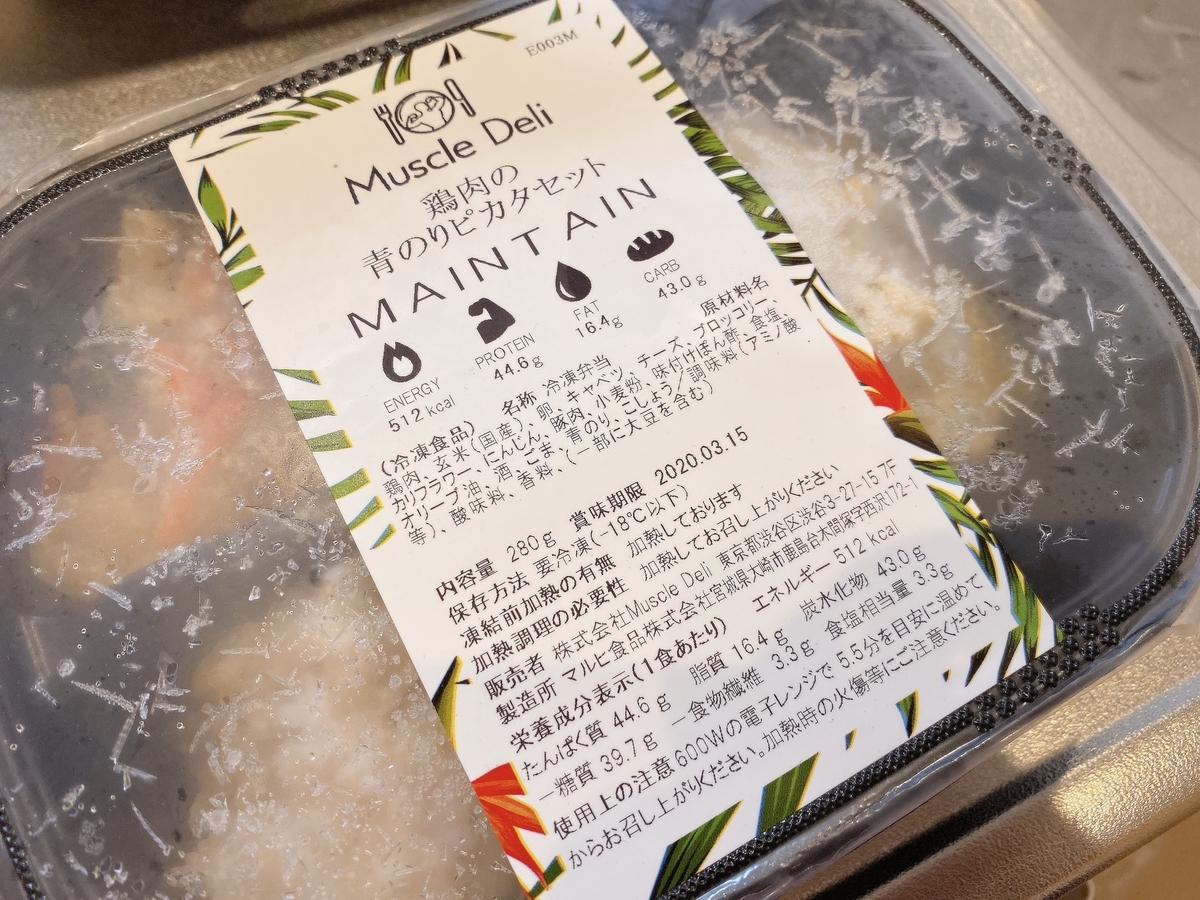 E003M
Muscle Deli
鶏肉の
青のりピカタセット
MAINTAIN
ENERGY
512 kcal
PROTEIN
44.6g
FAT
16.4g
CARB
43.0g
(冷凍食品) 名称 冷凍弁当 原材料名
鶏肉、玄米(国産)、卵、キャベツ、チーズ、ブロッコリー、
カリフラワー、にんじん、豚肉、小麦粉、味付けぽん酢、食塩、
オリーブ油、酒、ごま、青のり、こしょう／調味料(アミノ酸
等)、酸味料、香料、(一部に大豆を含む)
内容量 280g 賞味期限 2020.03.15
保存方法 要冷凍(-18℃以下)
凍結前加熱の有無 加熱しております
加熱調理の必要性 加熱してお召し上がりください
販売者 株式会社Muscle Deli 東京都渋谷区渋谷3-27-15 7F
製造所 マルヒ食品株式会社宮城県大崎市鹿島台木間塚字西沢172-1
栄養成分表示(1食あたり) エネルギー 512 kcal
たんぱく質 44.6 g 脂質 16.4 g 炭水化物 43.0g
－糖質 39.7 g －食物繊維 3.3 g 食塩相当量 3.3g
使用上の注意 600Wの電子レンジで 5.5分を目安に温めて
からお召し上がりください。加熱時の火傷等にご注意ください。